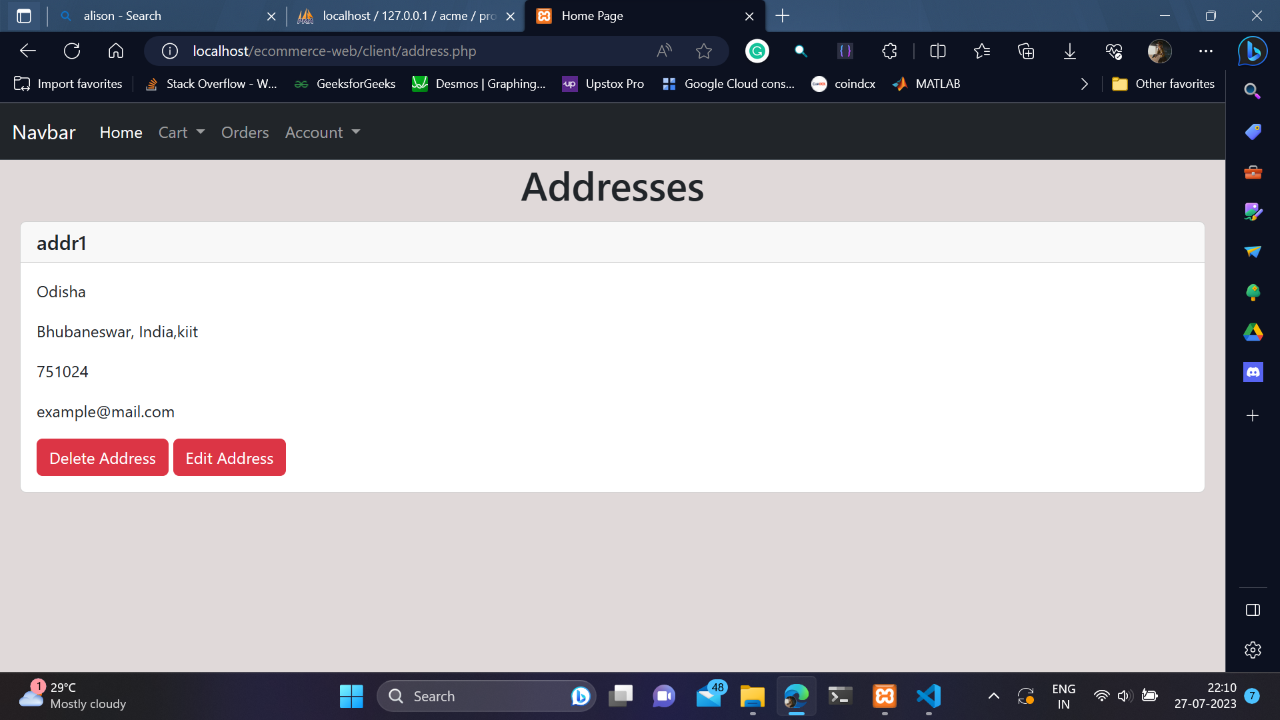 alison - Search
localhost / 127.0.0.1 / acme / pro
Home Page
localhost/ecommerce-web/client/address.php
Import favorites
Stack Overflow - W...
GeeksforGeeks
Desmos | Graphing...
Upstox Pro
Google Cloud cons...
coindcx
MATLAB
Other favorites
Navbar
Home
Cart
Orders
Account
Addresses
addr1
Odisha
Bhubaneswar, India,kiit
751024
example@mail.com
Delete Address
Edit Address
1
29°C
Mostly cloudy
Search
48
ENG
IN
22:10
27-07-2023
7